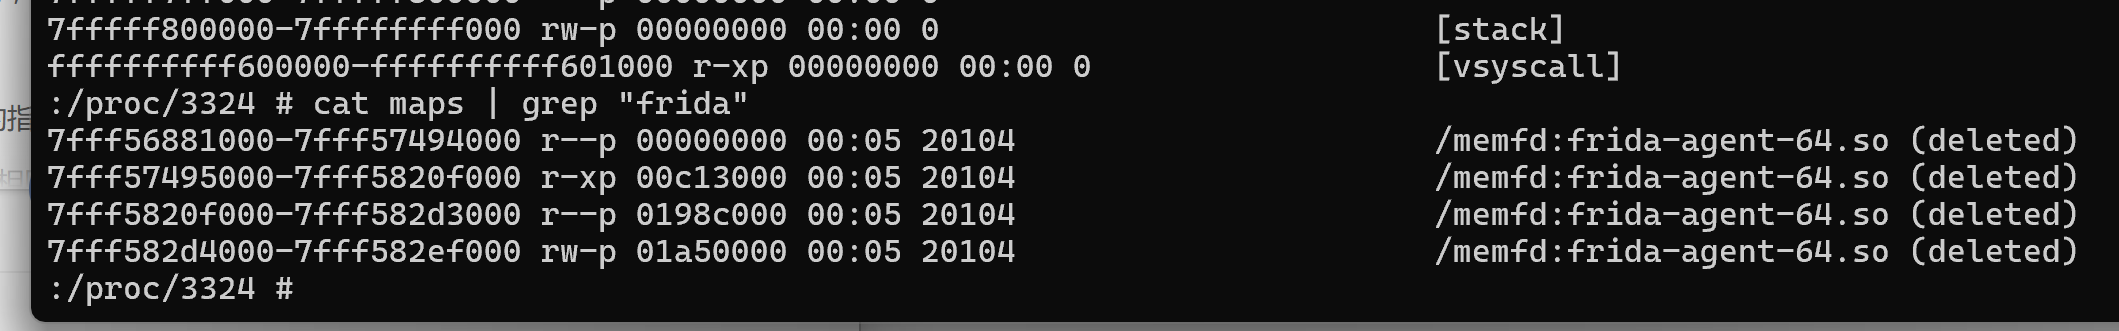 7fffff800000-7ffffffff000 rw-p 00000000 00:00 0 [stack]
ffffffffff600000-ffffffffff601000 r-xp 00000000 00:00 0 [vsyscall]
:/proc/3324 # cat maps | grep "frida"
7fff56881000-7fff57494000 r--p 00000000 00:05 20104 /memfd:frida-agent-64.so (deleted)
7fff57495000-7fff5820f000 r-xp 00c13000 00:05 20104 /memfd:frida-agent-64.so (deleted)
7fff5820f000-7fff582d3000 r--p 0198c000 00:05 20104 /memfd:frida-agent-64.so (deleted)
7fff582d4000-7fff582ef000 rw-p 01a50000 00:05 20104 /memfd:frida-agent-64.so (deleted)
:/proc/3324 #